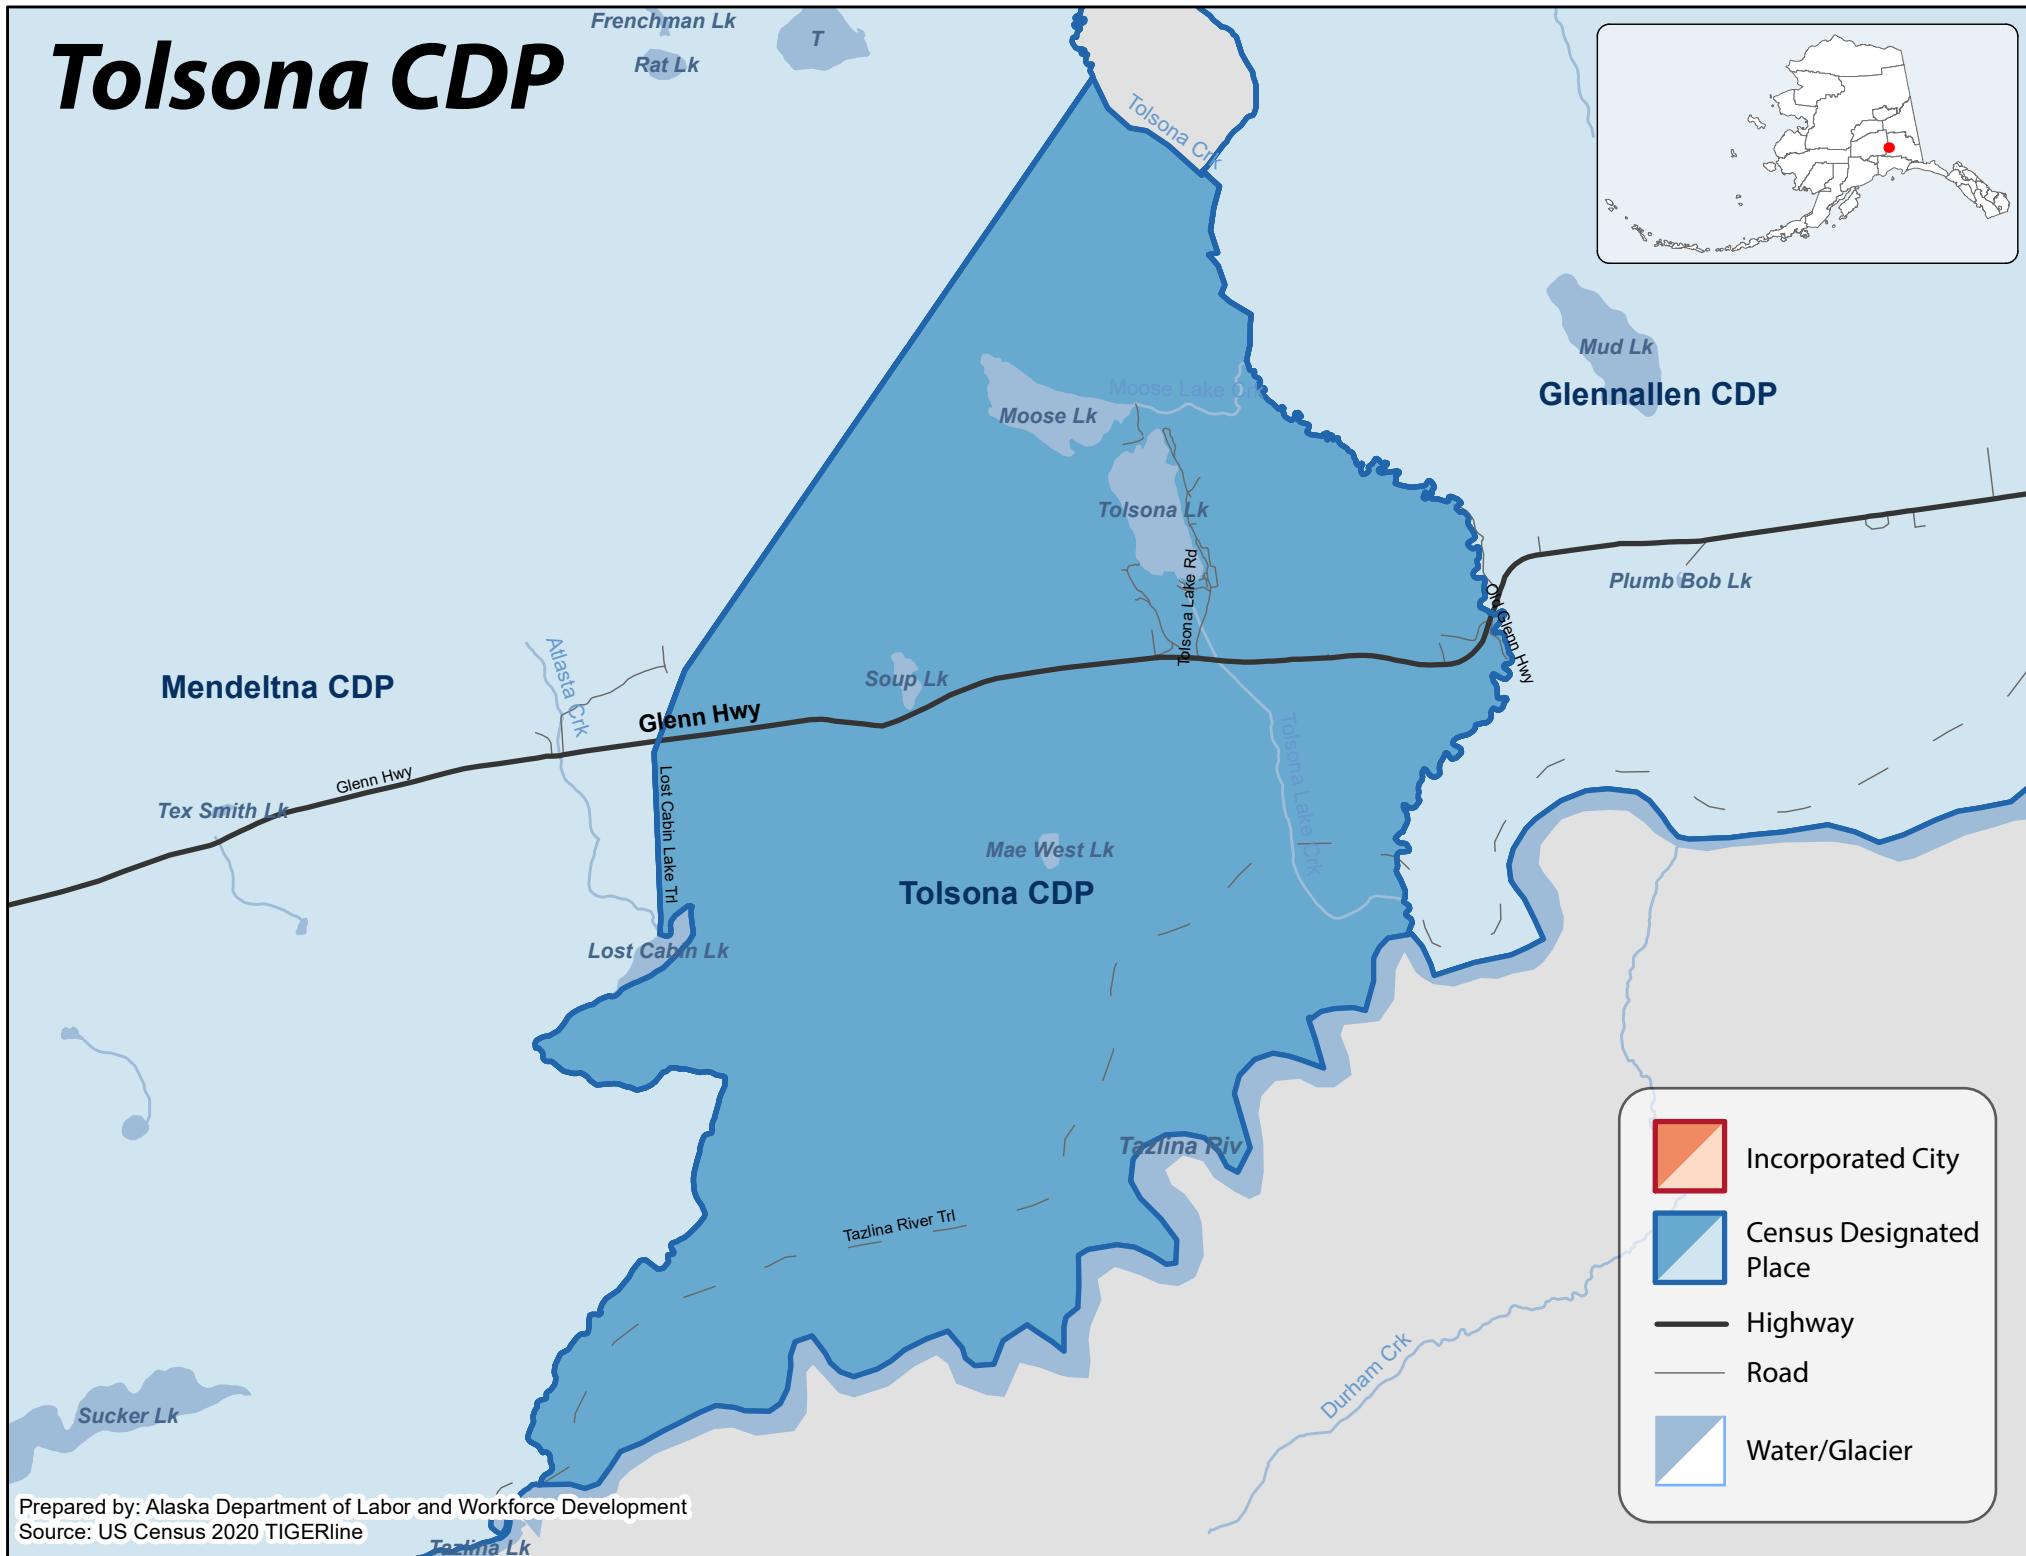 Tolsona CDP
Frenchman Lk
T
Rat Lk
Tolsona Crk
Mud Lk
Glennallen CDP
Moose Lake Crk
Moose Lk
Tolsona Lk
Plumb Bob Lk
Tolsona Lake Rd
Old Glenn Hwy
Atlasta Crk
Mendeltna CDP
Soup Lk
Glenn Hwy
Glenn Hwy
Tex Smith Lk
Lost Cabin Lake Trl
Tolsona Lake Crk
Mae West Lk
Tolsona CDP
Lost Cabin Lk
Tazlina Riv
Tazlina River Trl
Durham Crk
Sucker Lk
Tazlina Lk
Incorporated City
Census Designated
Place
Highway
Road
Water/Glacier
Prepared by: Alaska Department of Labor and Workforce Development
Source: US Census 2020 TIGERline